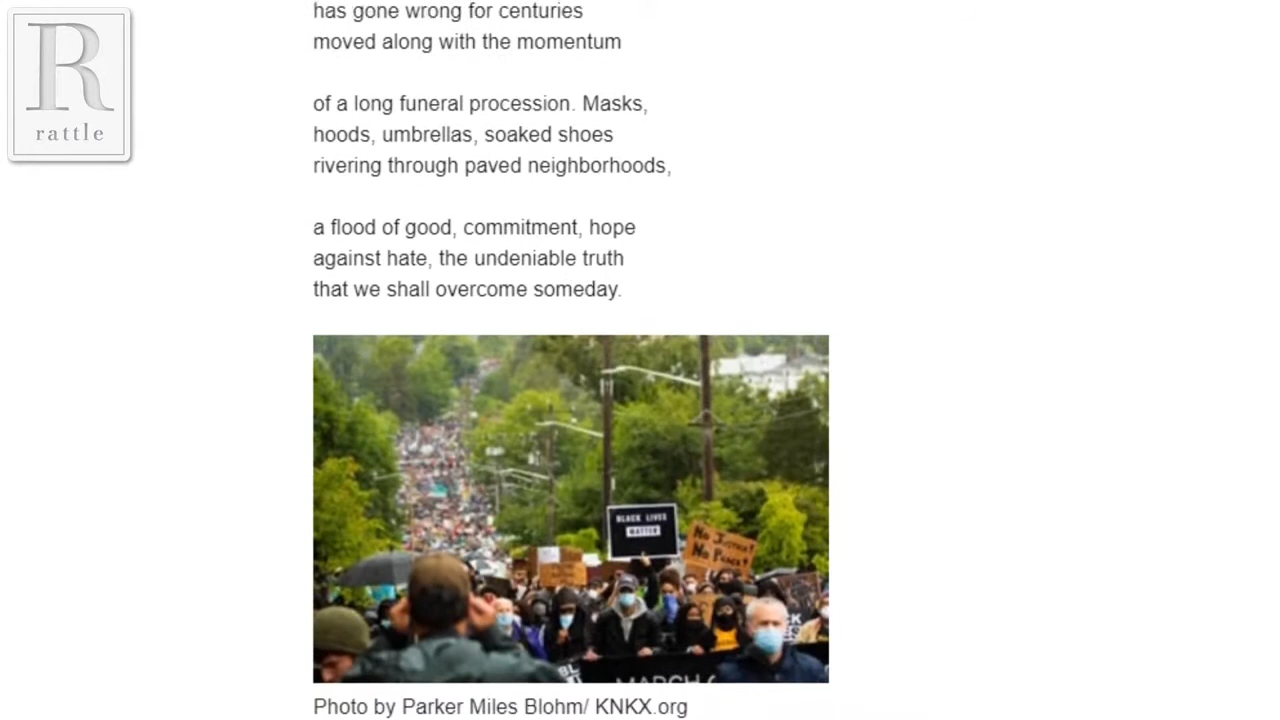 R
rattle
has gone wrong for centuries
moved along with the momentum
of a long funeral procession. Masks,
hoods, umbrellas, soaked shoes
rivering through paved neighborhoods,
a flood of good, commitment, hope
against hate, the undeniable truth
that we shall overcome someday.
BLACK LIVES
MATTER
No Justice!
No Peace!
MARCH
Photo by Parker Miles Blohm/ KNKX.org